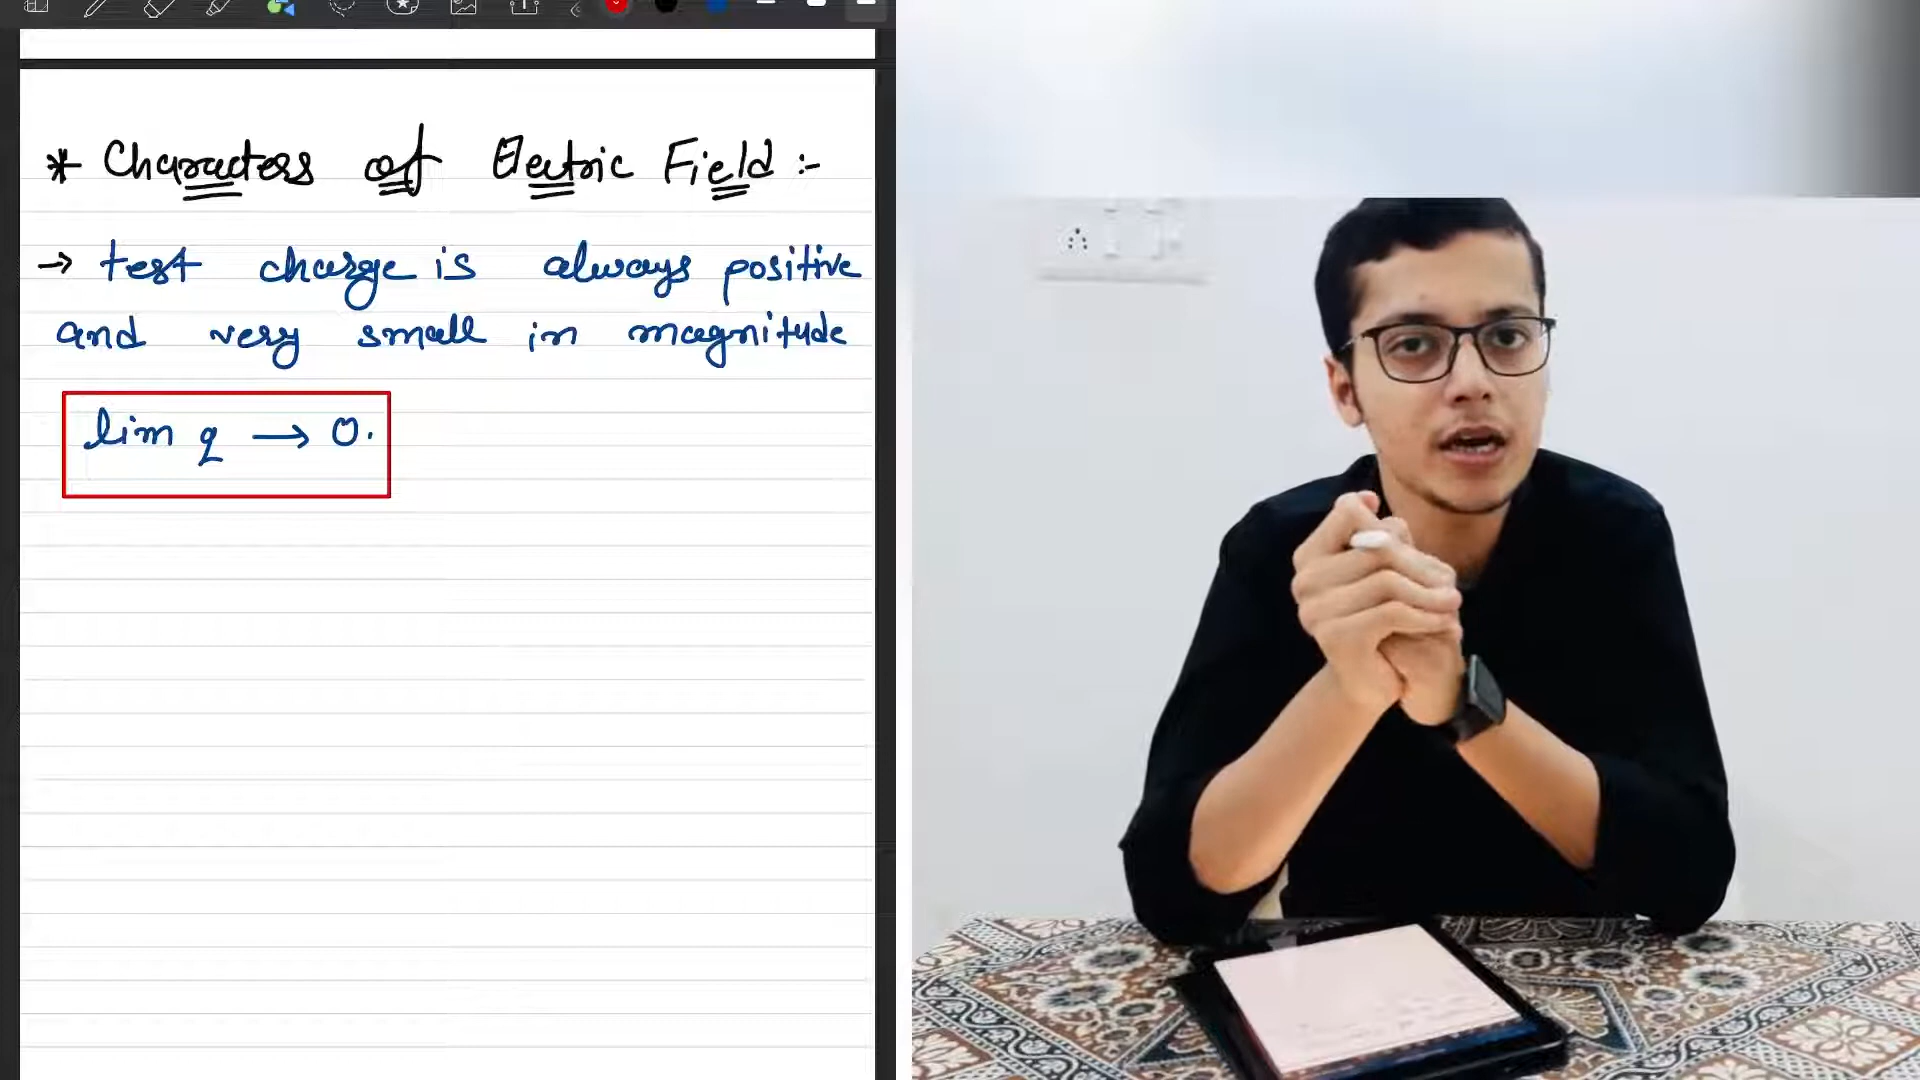 * Characters of Electric Field :-
→ test charge is always positive
and very small in magnitude
lim q → 0.